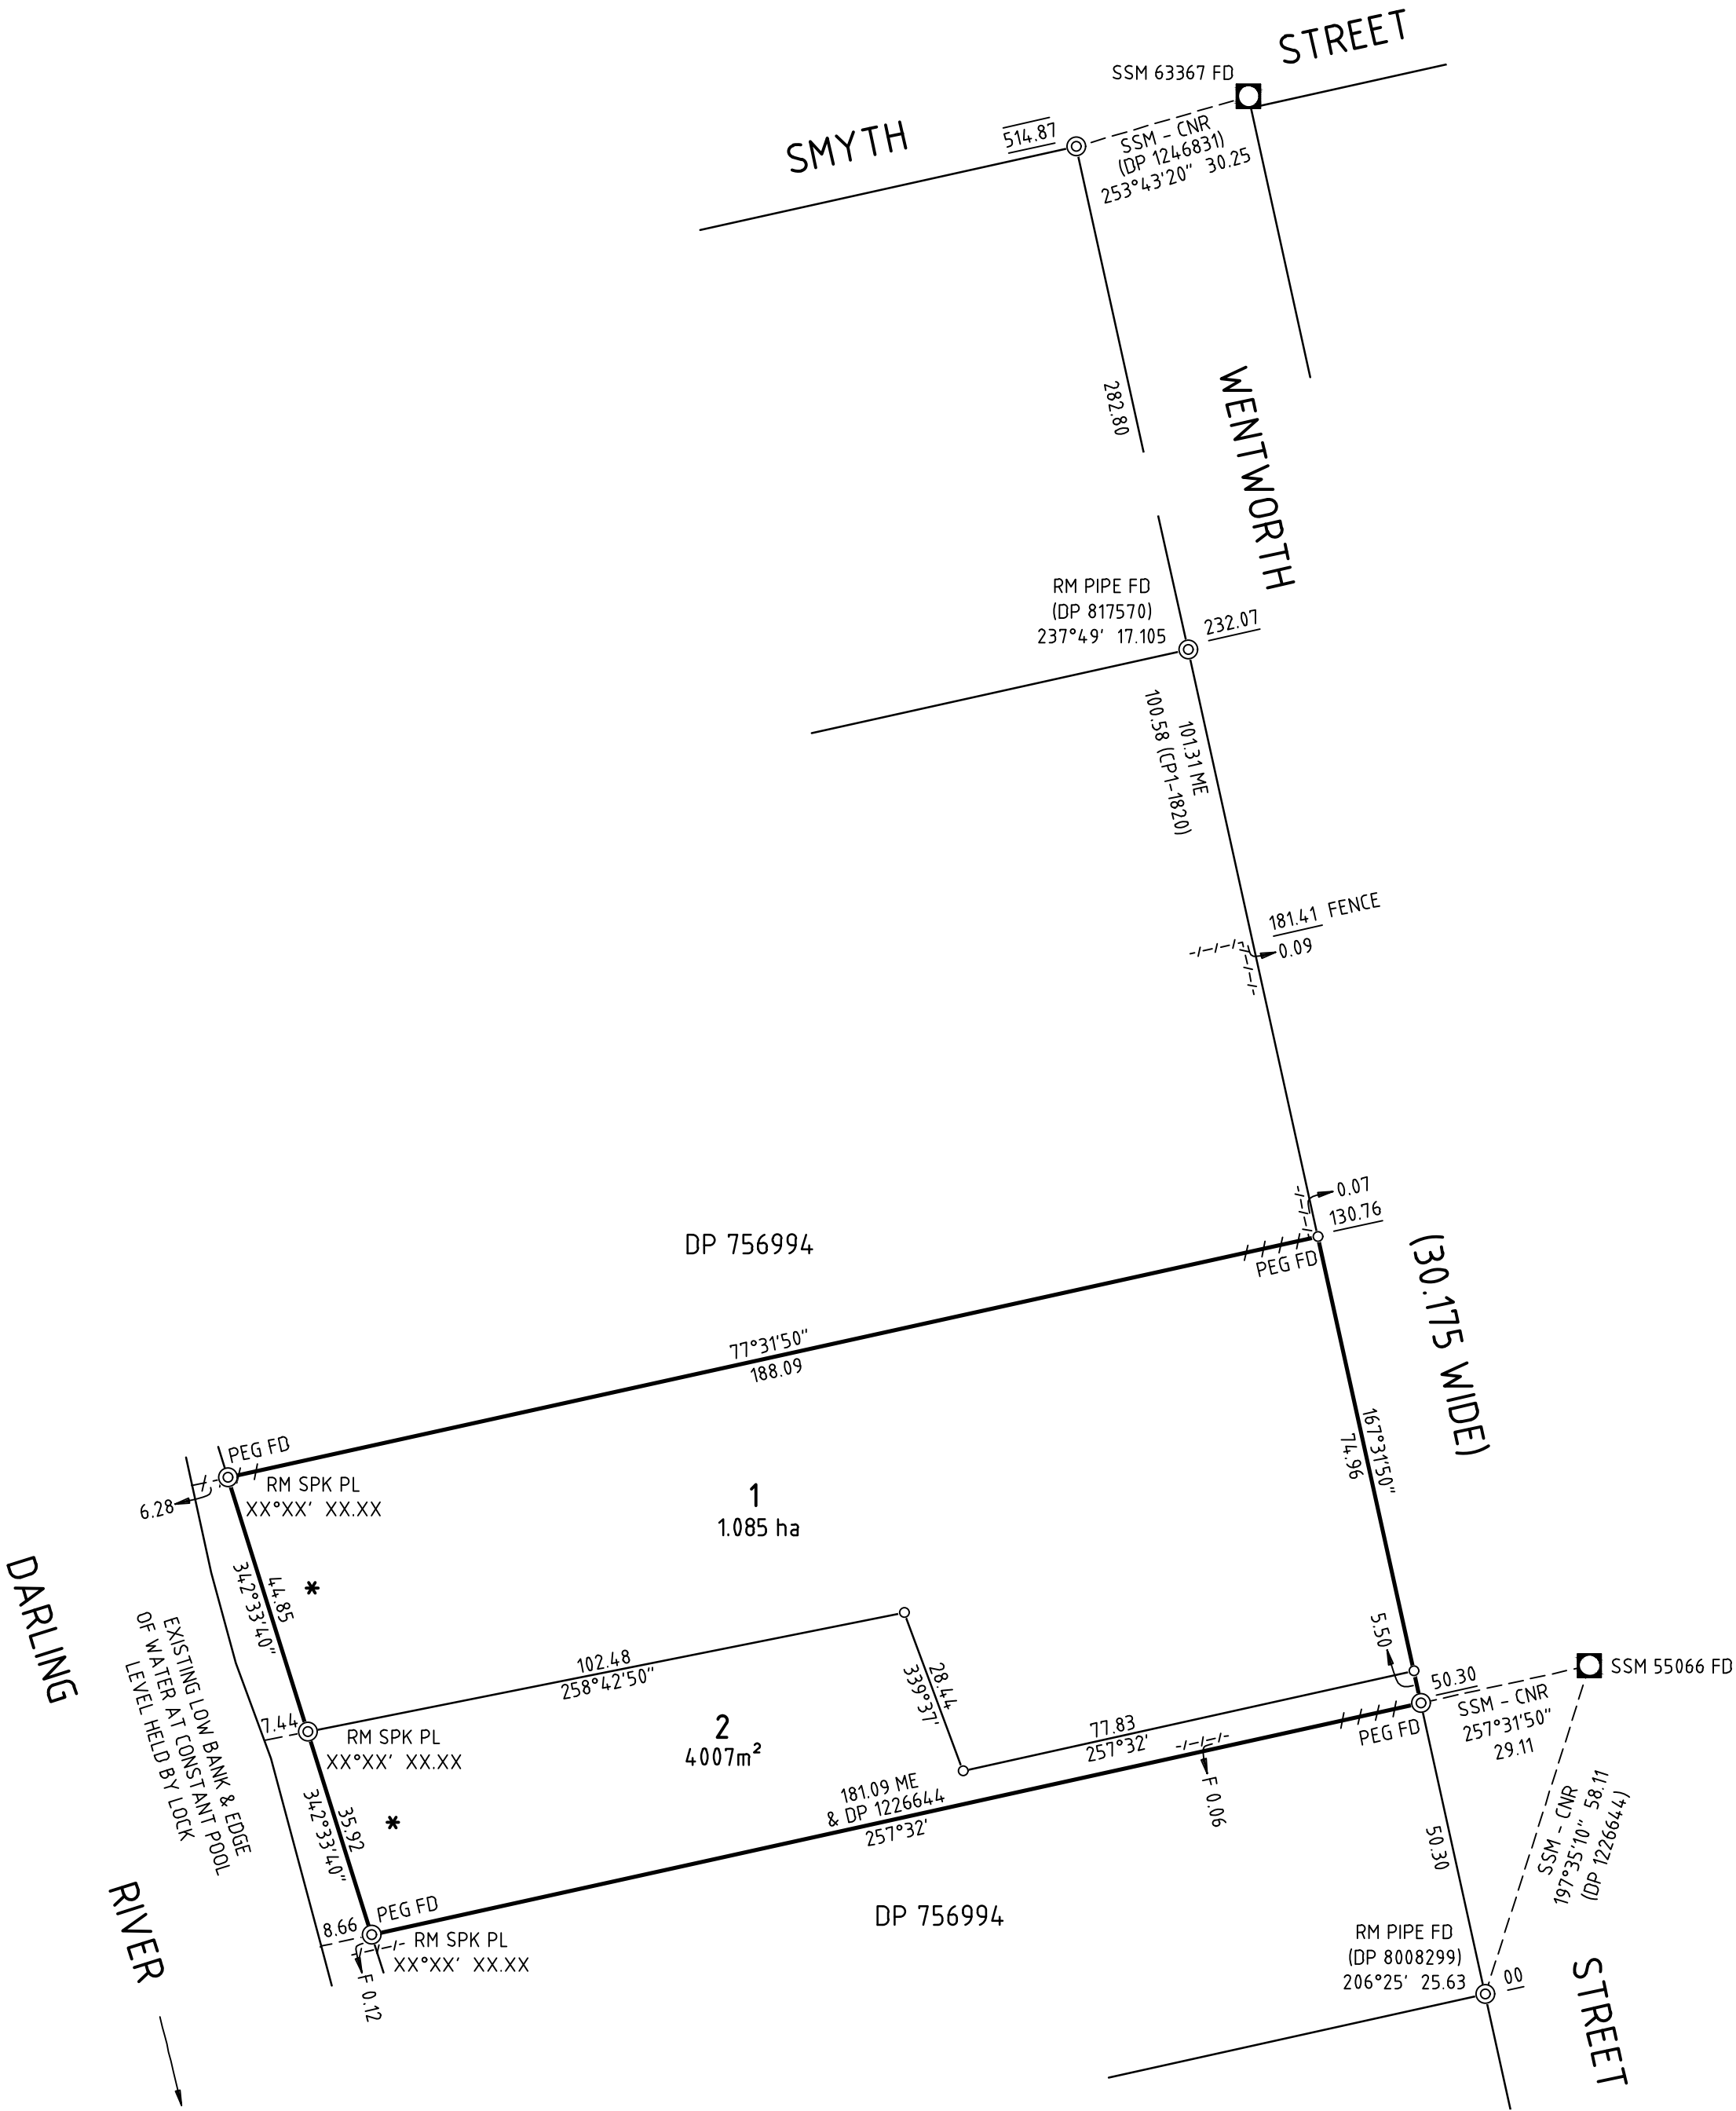 STREET
SSM 63367 FD
SMYTH
514.87
SSM - CNR
(DP 1246831)
253°43'20" 30.25
282.80
WENTWORTH
RM PIPE FD
(DP 817570)
237°49' 17.105
232.07
101.31 ME
100.58 (CP1-1820)
181.41 FENCE
0.09
0.07
130.76
PEG FD
DP 756994
(30.175 WIDE)
77°31'50"
188.09
167°31'50"
74.96
PEG FD
RM SPK PL
XX°XX' XX.XX
6.28
1
1.085 ha
DARLING
44.85
342°33'40"
*
EXISTING LOW BANK & EDGE
OF WATER AT CONSTANT POOL
LEVEL HELD BY LOCK
102.48
258°42'50"
28.44
339°37'
5.50
50.30
SSM 55066 FD
SSM - CNR
257°31'50"
29.11
PEG FD
7.44
RM SPK PL
XX°XX' XX.XX
2
4007m²
77.83
257°32'
F 0.06
181.09 ME
& DP 1226644
257°32'
35.92
342°33'40"
*
50.30
SSM - CNR
197°35'10" 58.11
(DP 1226644)
RIVER
PEG FD
8.66
RM SPK PL
XX°XX' XX.XX
F 0.12
DP 756994
RM PIPE FD
(DP 8008299)
206°25' 25.63
00
STREET